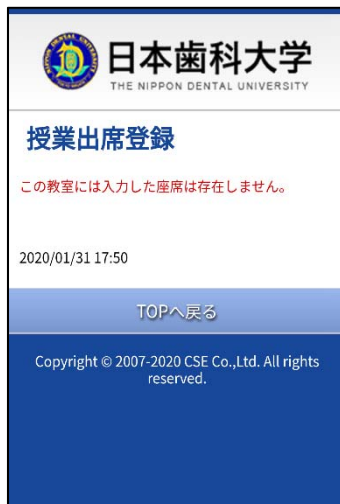 日本歯科大学
THE NIPPON DENTAL UNIVERSITY
授業出席登録
この教室には入力した座席は存在しません。
2020/01/31 17:50
TOPへ戻る
Copyright © 2007-2020 CSE Co.,Ltd. All rights
reserved.